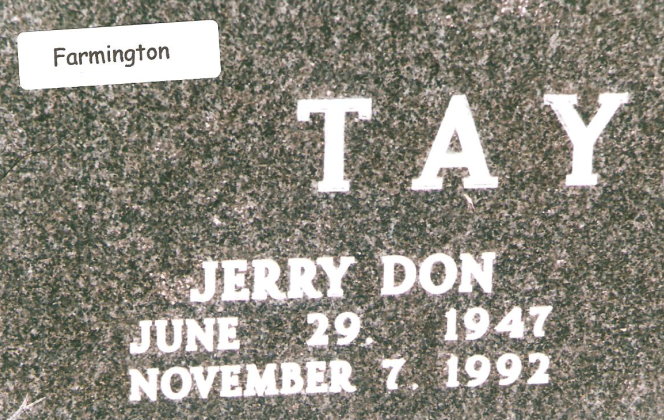 Farmington
TAY
JERRY DON
JUNE 29. 1947
NOVEMBER 7. 1992